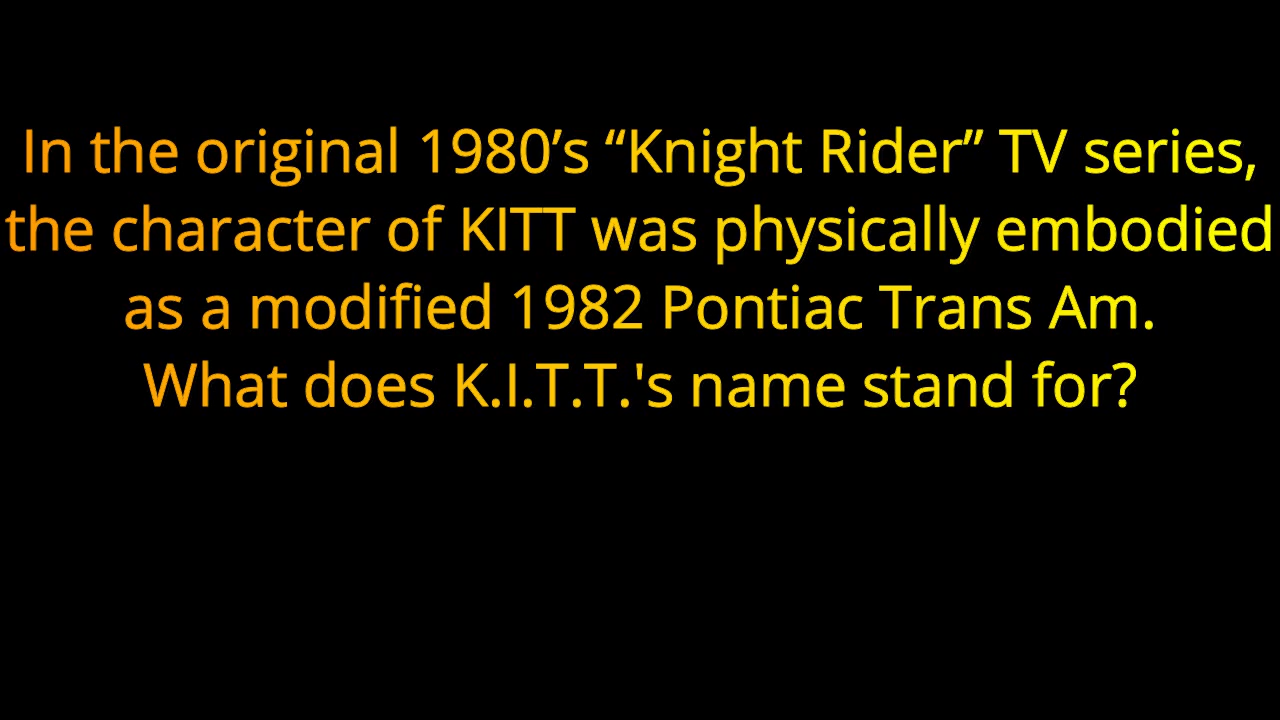 In the original 1980’s “Knight Rider” TV series,
the character of KITT was physically embodied
as a modified 1982 Pontiac Trans Am.
What does K.I.T.T.'s name stand for?